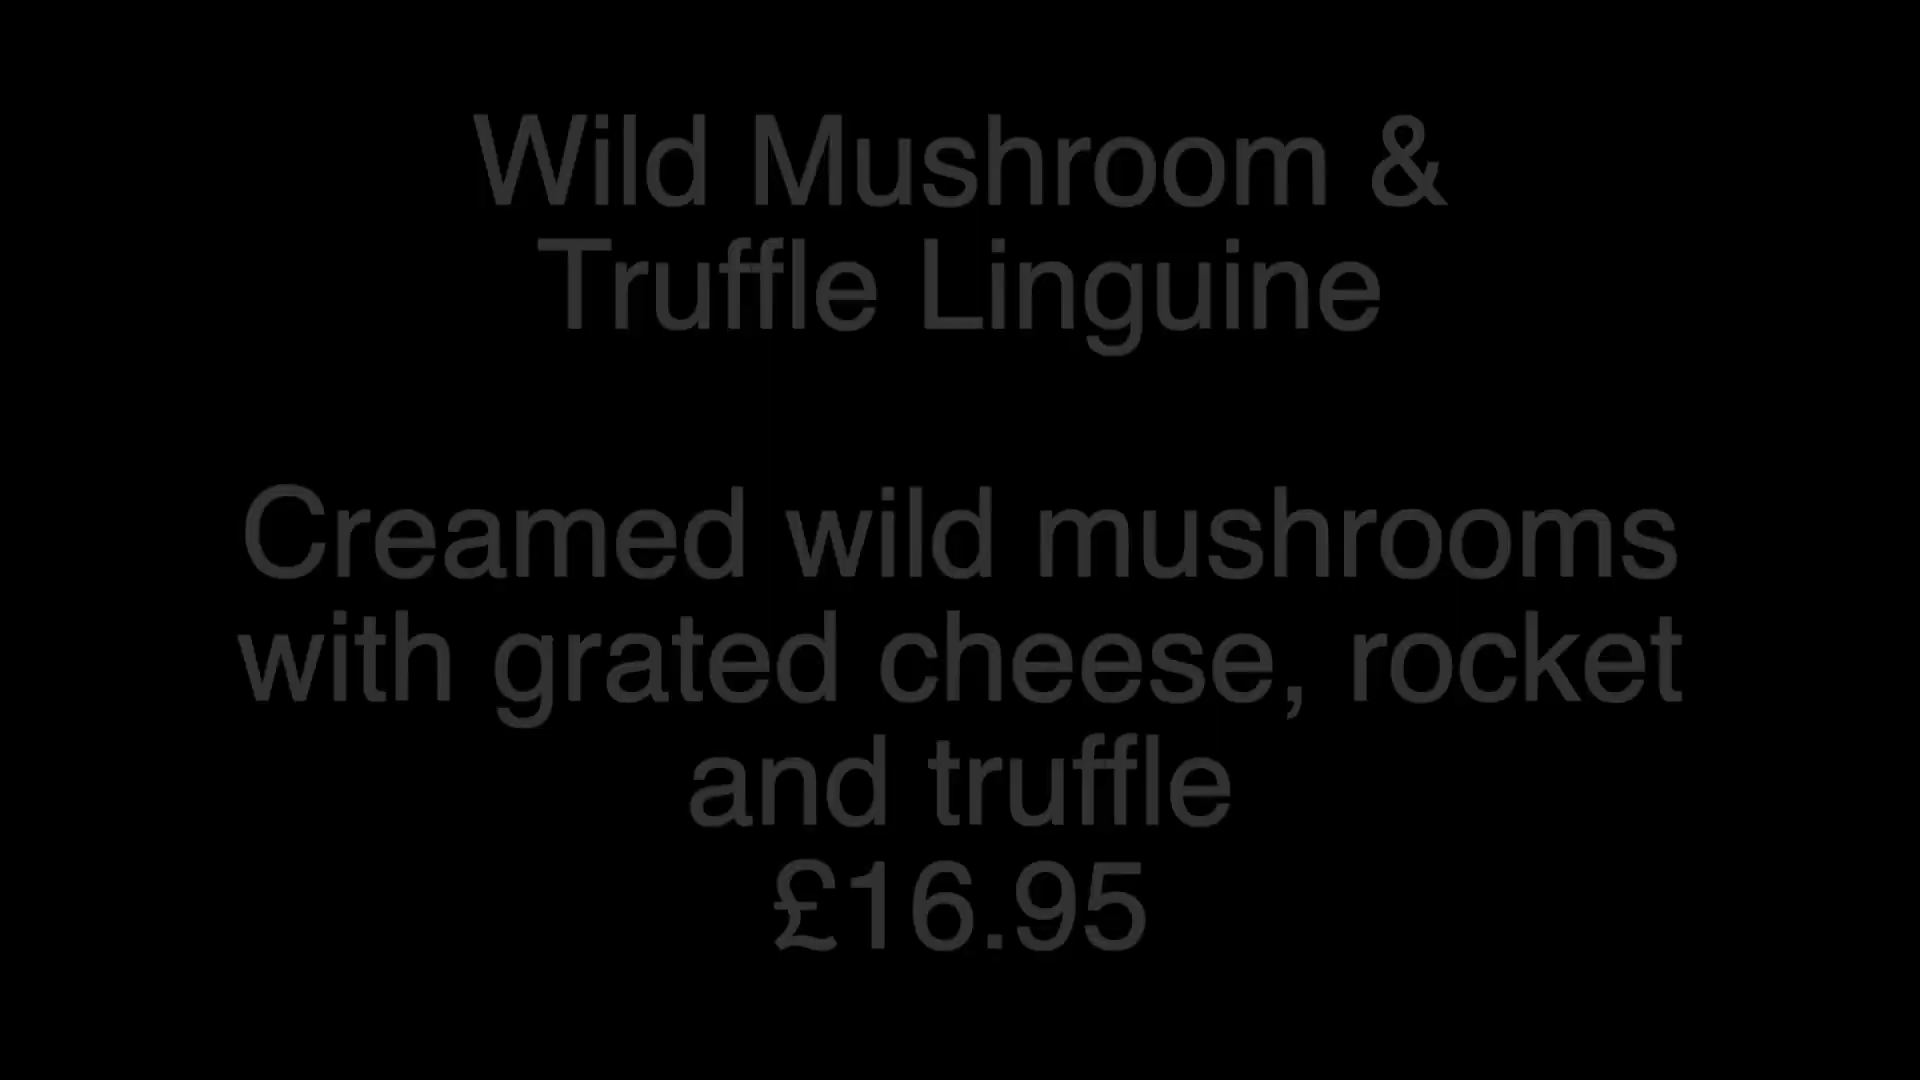 Wild Mushroom &
Truffle Linguine
Creamed wild mushrooms
with grated cheese, rocket
and truffle
£16.95